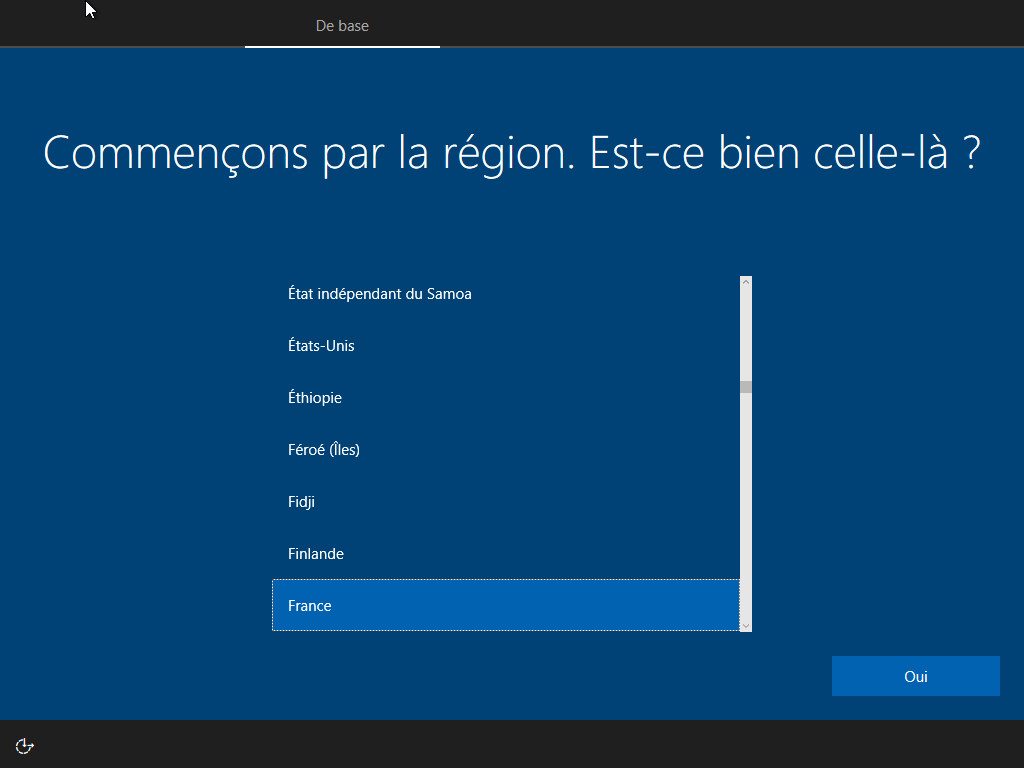 De base
Commençons par la région. Est-ce bien celle-là ?
État indépendant du Samoa
États-Unis
Éthiopie
Féroé (Îles)
Fidji
Finlande
France
Oui